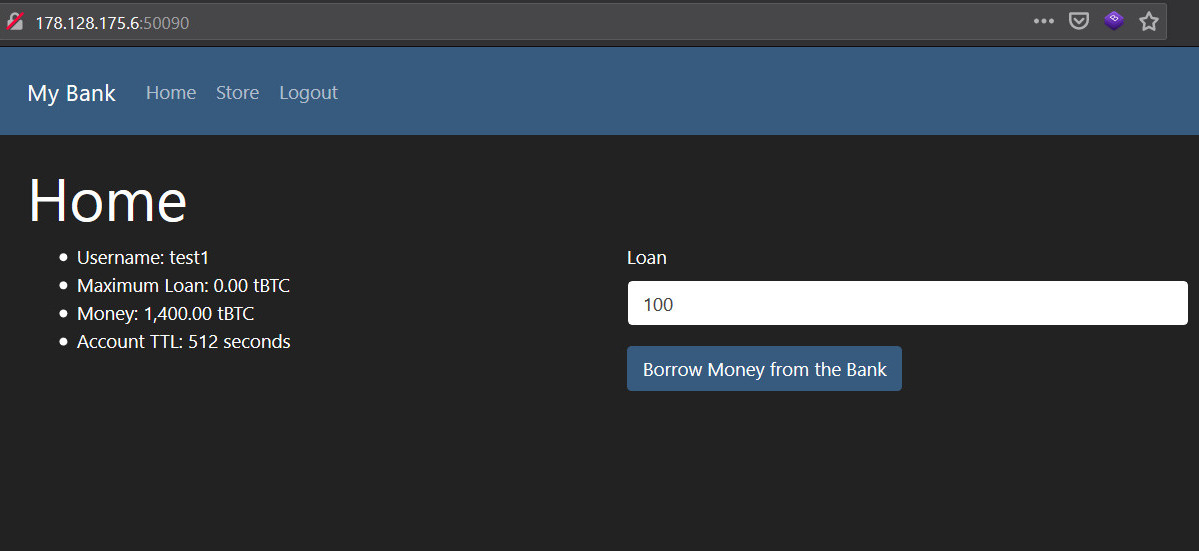 178.128.175.6:50090
My Bank Home Store Logout
Home
Username: test1
Maximum Loan: 0.00 tBTC
Money: 1,400.00 tBTC
Account TTL: 512 seconds
Loan
100
Borrow Money from the Bank